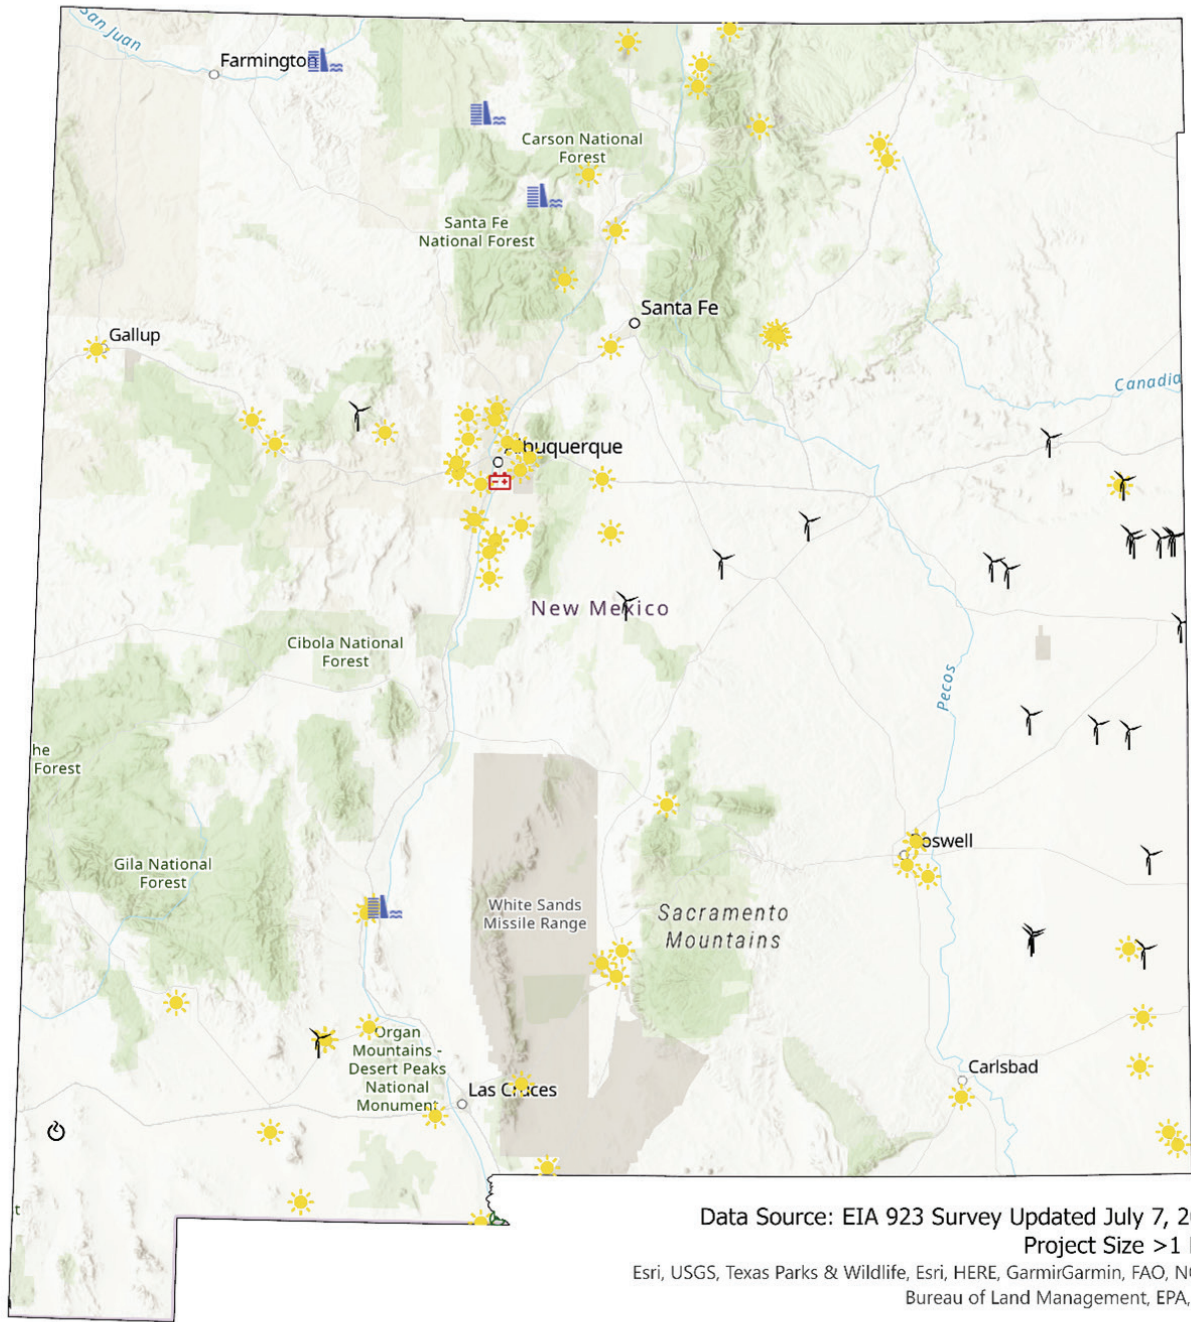 San Juan
Farmington
Carson National
Forest
Santa Fe
National Forest
Santa Fe
Gallup
Canadia
Albuquerque
New Mexico
Cibola National
Forest
Pecos
he
Forest
Roswell
Gila National
Forest
White Sands
Missile Range
Sacramento
Mountains
Organ
Mountains -
Desert Peaks
National
Monument
Las Cruces
Carlsbad
t
Data Source: EIA 923 Survey Updated July 7, 2
Project Size >1
Esri, USGS, Texas Parks & Wildlife, Esri, HERE, GarmirGarmin, FAO, N
Bureau of Land Management, EPA,